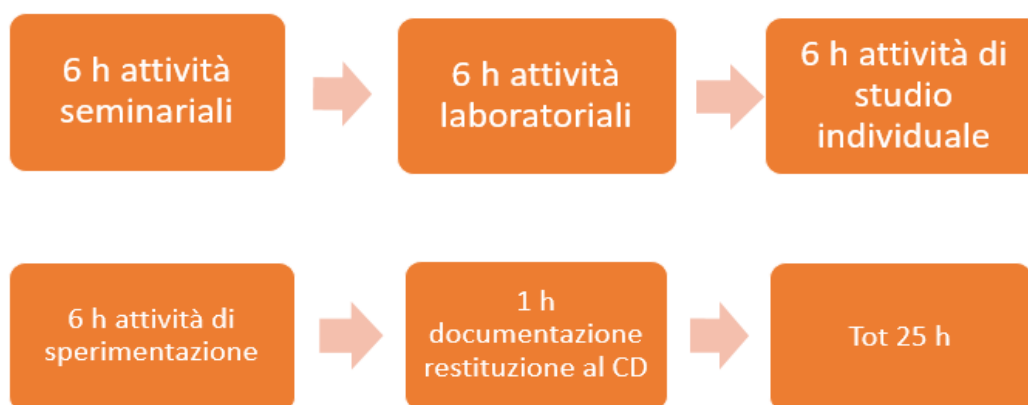 6 h attività
seminariali
6 h attività
laboratoriali
6 h attività di
studio
individuale
6 h attività di
sperimentazione
1 h
documentazione
restituzione al CD
Tot 25 h